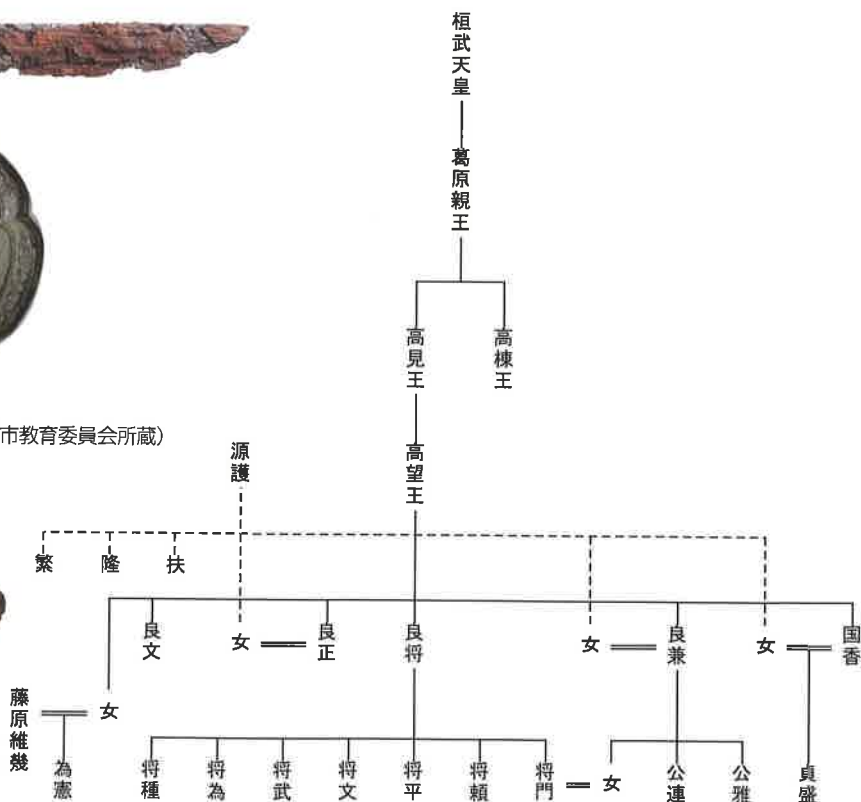 桓武天皇
葛原親王
高棟王
高見王
高望王
市教育委員会所蔵）
源護
扶
隆
繁
国香
女
良兼
女
良将
良正
女
良文
女
藤原維幾
貞盛
公雅
公連
女
将門
将頼
将平
将文
将武
将為
将種
為憲